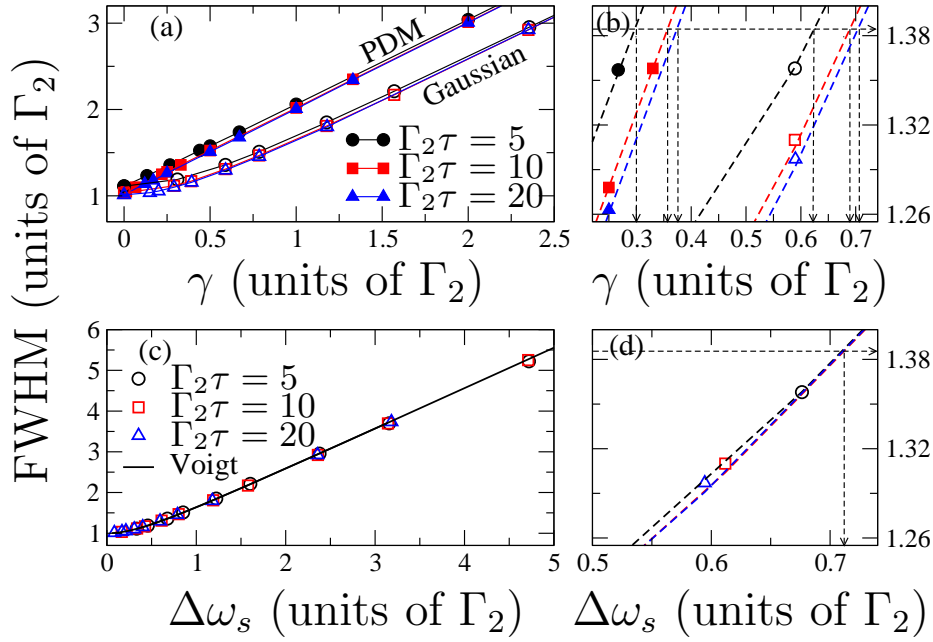 FWHM (units of Γ₂)
(a)
PDM
Gaussian
Γ₂τ = 5
Γ₂τ = 10
Γ₂τ = 20
3
2
1
0 0.5 1 1.5 2 2.5
γ (units of Γ₂)
(b)
1.38
1.32
1.26
0.3 0.4 0.5 0.6 0.7
γ (units of Γ₂)
(c)
Γ₂τ = 5
Γ₂τ = 10
Γ₂τ = 20
Voigt
6
5
4
3
2
1
0 1 2 3 4 5
Δωₛ (units of Γ₂)
(d)
1.38
1.32
1.26
0.5 0.6 0.7
Δωₛ (units of Γ₂)